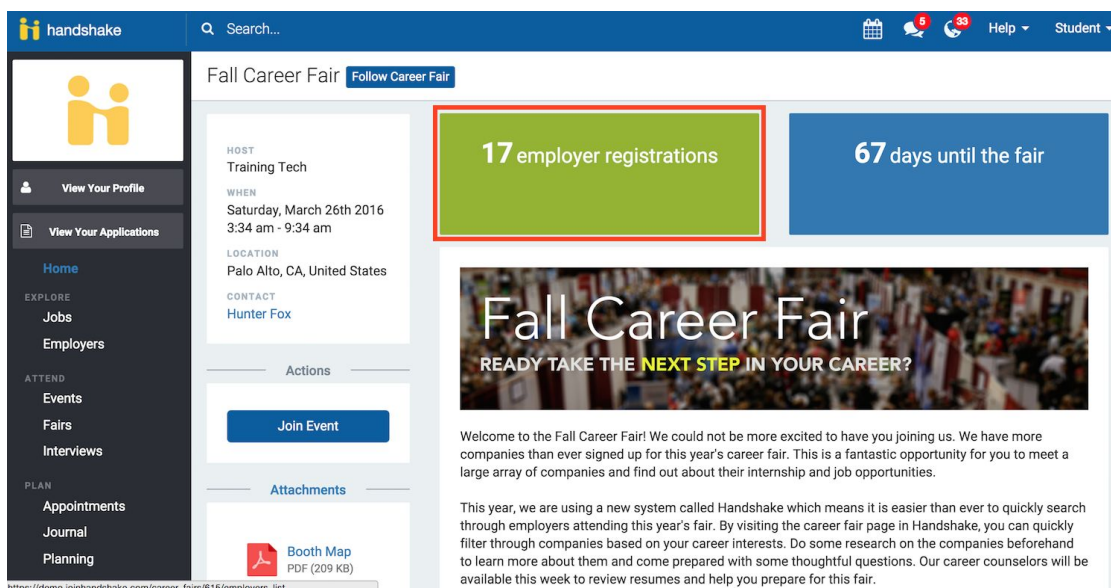 handshake
Search...
5
33
Help
Student
Fall Career Fair
Follow Career Fair
View Your Profile
View Your Applications
Home
EXPLORE
Jobs
Employers
ATTEND
Events
Fairs
Interviews
PLAN
Appointments
Journal
Planning
HOST
Training Tech
WHEN
Saturday, March 26th 2016
3:34 am - 9:34 am
LOCATION
Palo Alto, CA, United States
CONTACT
Hunter Fox
Actions
Join Event
Attachments
Booth Map
PDF (209 KB)
17 employer registrations
67 days until the fair
Fall Career Fair
READY TAKE THE NEXT STEP IN YOUR CAREER?
Welcome to the Fall Career Fair! We could not be more excited to have you joining us. We have more
companies than ever signed up for this year's career fair. This is a fantastic opportunity for you to meet a
large array of companies and find out about their internship and job opportunities.
This year, we are using a new system called Handshake which means it is easier than ever to quickly search
through employers attending this year's fair. By visiting the career fair page in Handshake, you can quickly
filter through companies based on your career interests. Do some research on the companies beforehand
to learn more about them and come prepared with some thoughtful questions. Our career counselors will be
available this week to review resumes and help you prepare for this fair.